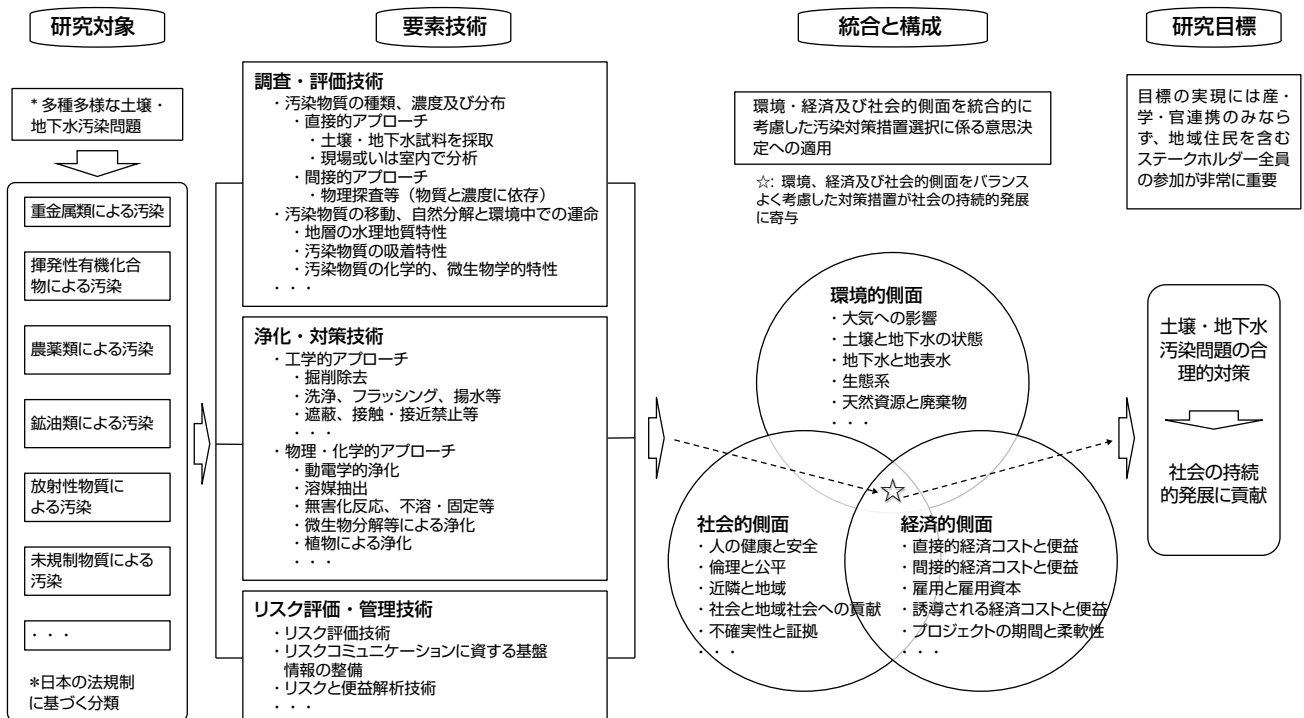 研究対象
要素技術
統合と構成
研究目標
* 多種多様な土壌・
地下水汚染問題
重金属類による汚染
揮発性有機化合
物による汚染
農薬類による汚染
鉱油類による汚染
放射性物質に
よる汚染
未規制物質による
汚染
・・・
*日本の法規制
に基づく分類
調査・評価技術
・汚染物質の種類、濃度及び分布
・直接的アプローチ
・土壌・地下水試料を採取
・現場或いは室内で分析
・間接的アプローチ
・物理探査等（物質と濃度に依存）
・汚染物質の移動、自然分解と環境中での運命
・地層の水理地質特性
・汚染物質の吸着特性
・汚染物質の化学的、微生物学的特性
・・・
浄化・対策技術
・工学的アプローチ
・掘削除去
・洗浄、フラッシング、揚水等
・遮蔽、接触・接近禁止等
・・・
・物理・化学的アプローチ
・動電学的浄化
・溶媒抽出
・無害化反応、不溶・固定等
・微生物分解等による浄化
・植物による浄化
・・・
リスク評価・管理技術
・リスク評価技術
・リスクコミュニケーションに資する基盤
情報の整備
・リスクと便益解析技術
・・・
環境・経済及び社会的側面を統合的に
考慮した汚染対策措置選択に係る意思決
定への適用
☆: 環境、経済及び社会的側面をバランス
よく考慮した対策措置が社会の持続的発展
に寄与
環境的側面
・大気への影響
・土壌と地下水の状態
・地下水と地表水
・生態系
・天然資源と廃棄物
・・・
社会的側面
・人の健康と安全
・倫理と公平
・近隣と地域
・社会と地域社会への貢献
・不確実性と証拠
・・・
経済的側面
・直接的経済コストと便益
・間接的経済コストと便益
・雇用と雇用資本
・誘導される経済コストと便益
・プロジェクトの期間と柔軟性
・・・
目標の実現には産・
学・官連携のみなら
ず、地域住民を含む
ステークホルダー全員
の参加が非常に重要
土壌・地下水
汚染問題の合
理的対策
社会の持続
的発展に貢献